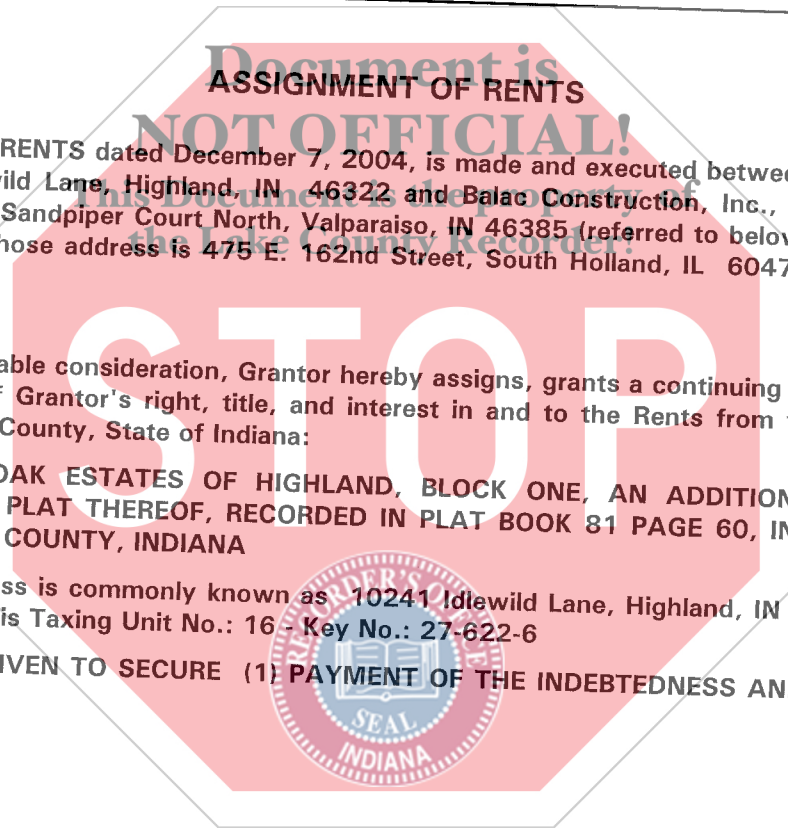 Document is
ASSIGNMENT OF RENTS
NOT OFFICIAL!
RENTS dated December 7, 2004, is made and executed betwee
ild Lane, Highland, IN 46322 and Balac Construction, Inc.,
This Document is the property of
Sandpiper Court North, Valparaiso, IN 46385 (referred to below
the Lake County Recorder!
hose address is 475 E. 162nd Street, South Holland, IL 6047
STOP
able consideration, Grantor hereby assigns, grants a continuing
f Grantor's right, title, and interest in and to the Rents from
County, State of Indiana:
OAK ESTATES OF HIGHLAND, BLOCK ONE, AN ADDITION
PLAT THEREOF, RECORDED IN PLAT BOOK 81 PAGE 60, IN
COUNTY, INDIANA
ss is commonly known as 10241 Idlewild Lane, Highland, IN
is Taxing Unit No.: 16 - Key No.: 27-622-6
IVEN TO SECURE (1) PAYMENT OF THE INDEBTEDNESS AN
RECORDER'S OFFICE
SEAL
INDIANA